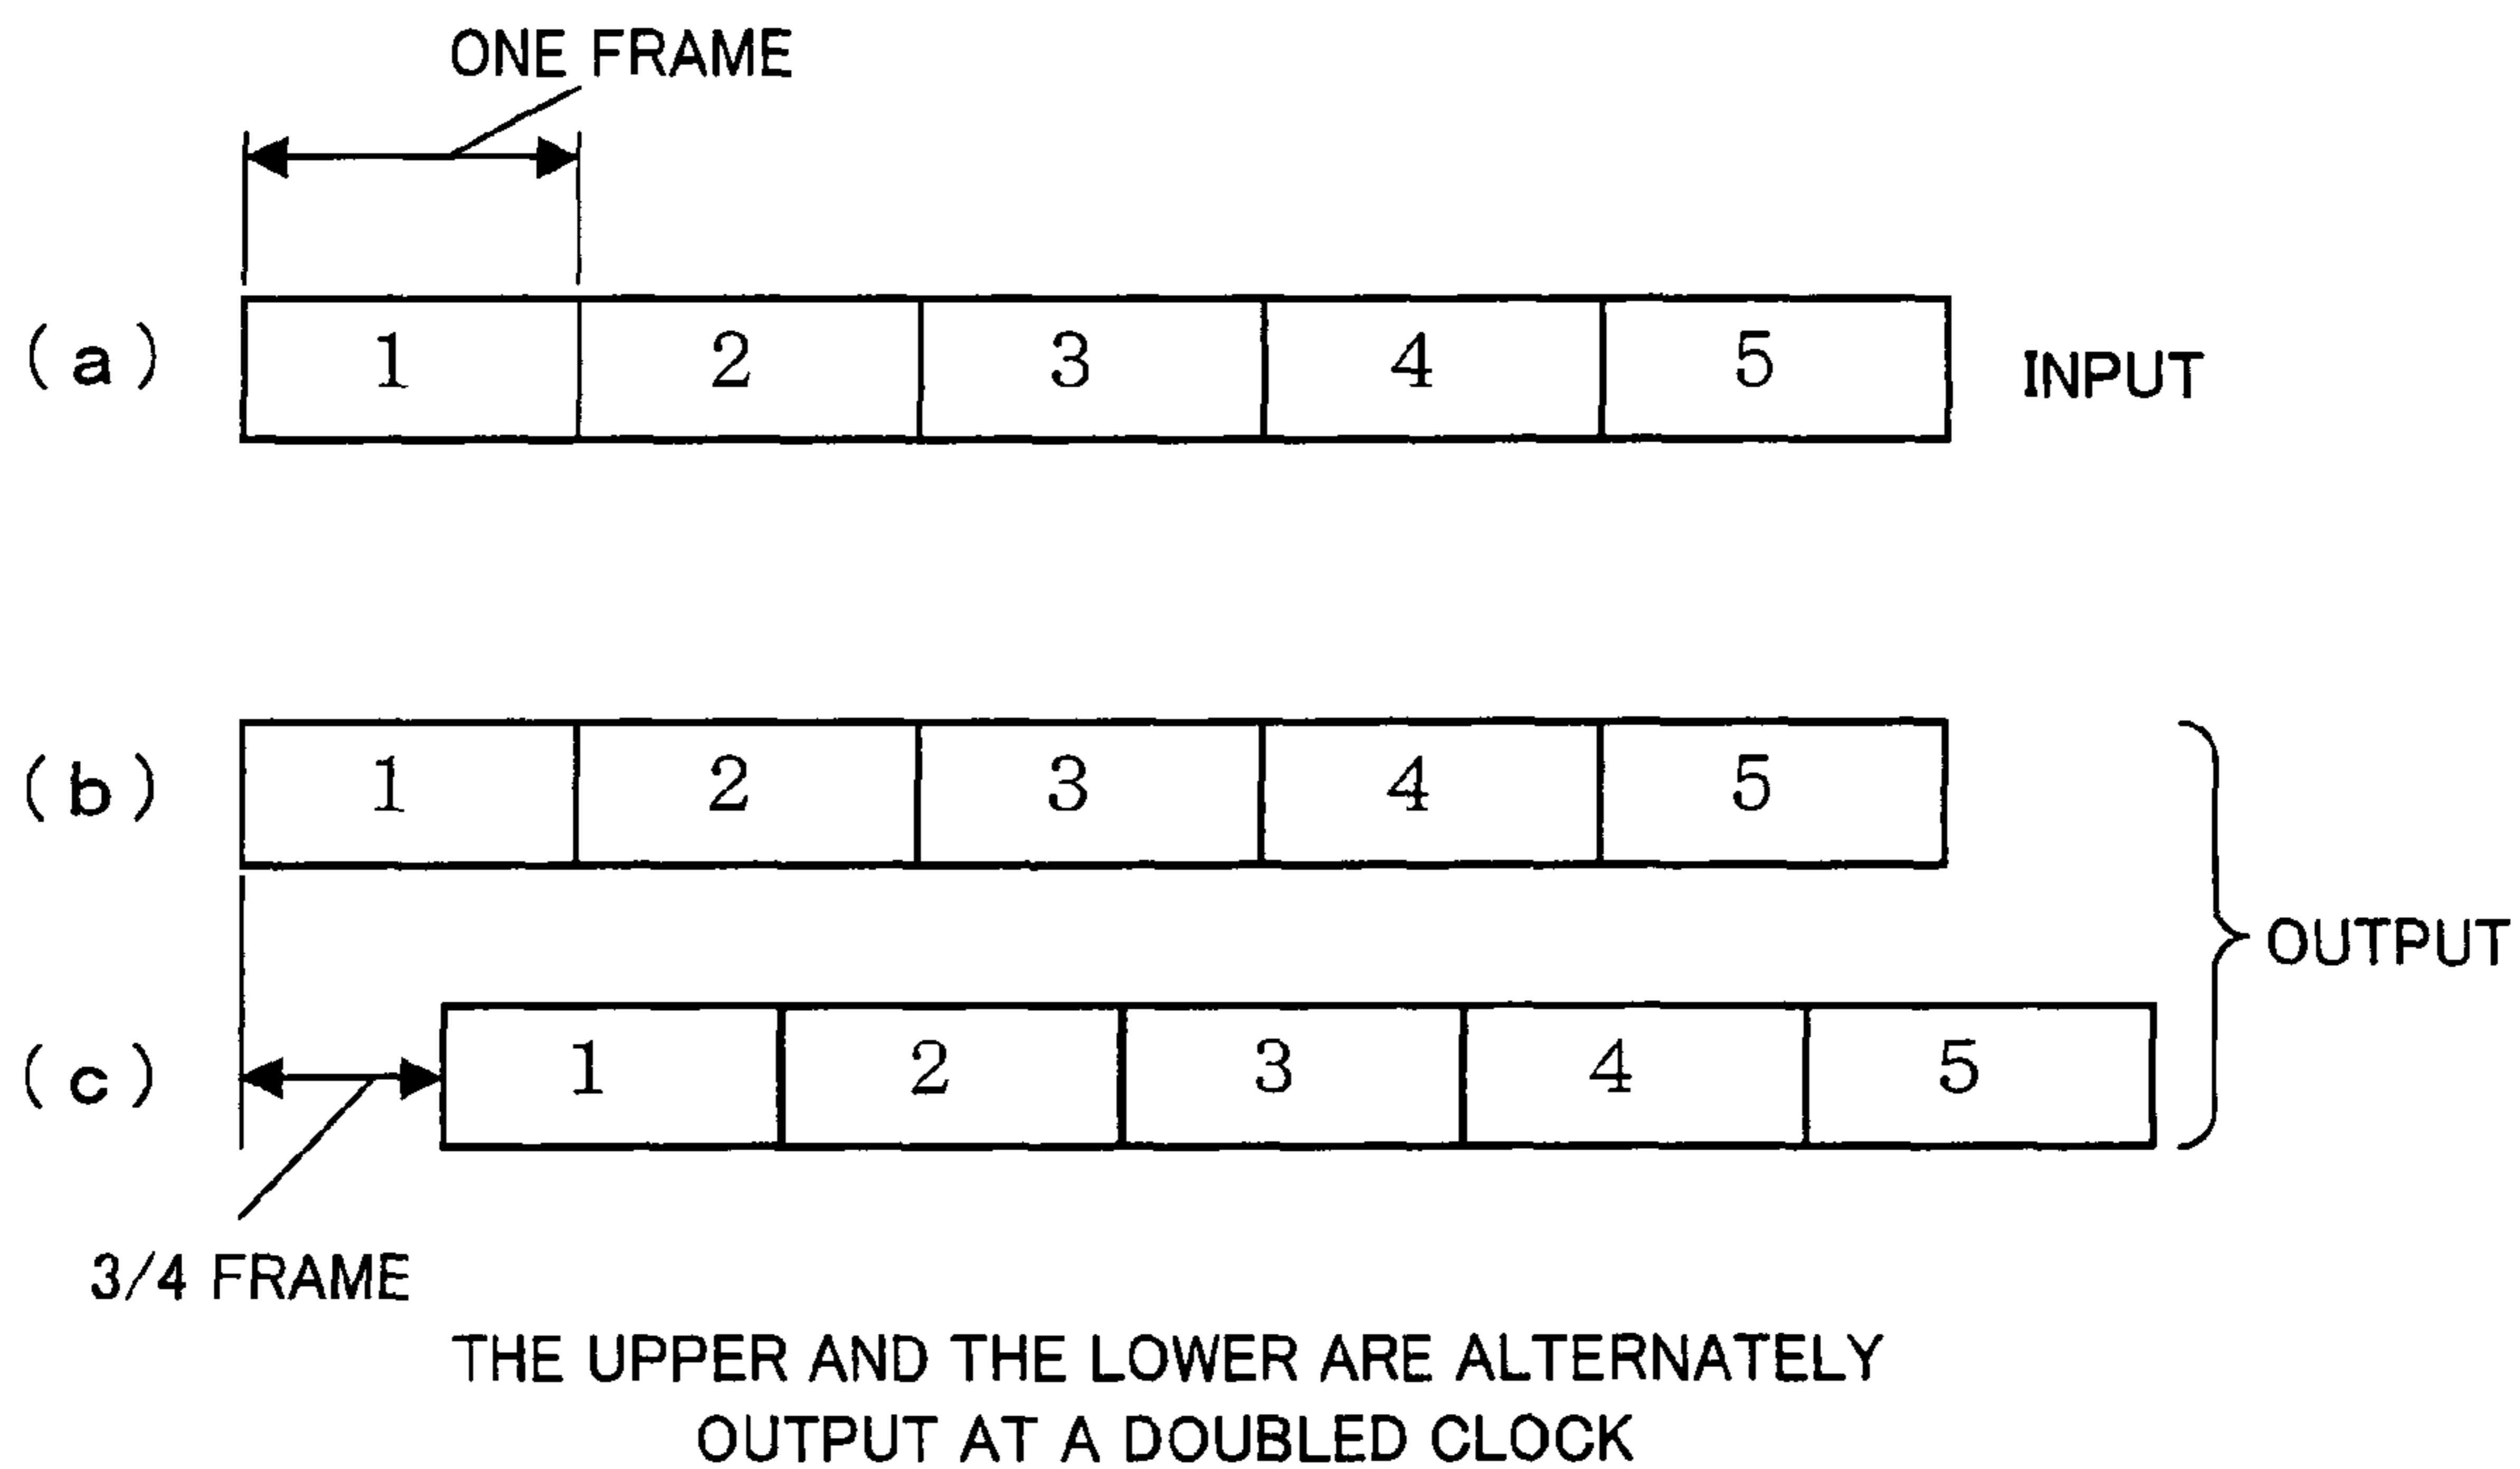 ONE FRAME
(a) 1 2 3 4 5 INPUT
(b) 1 2 3 4 5
OUTPUT
(c) 1 2 3 4 5
3/4 FRAME
THE UPPER AND THE LOWER ARE ALTERNATELY
OUTPUT AT A DOUBLED CLOCK